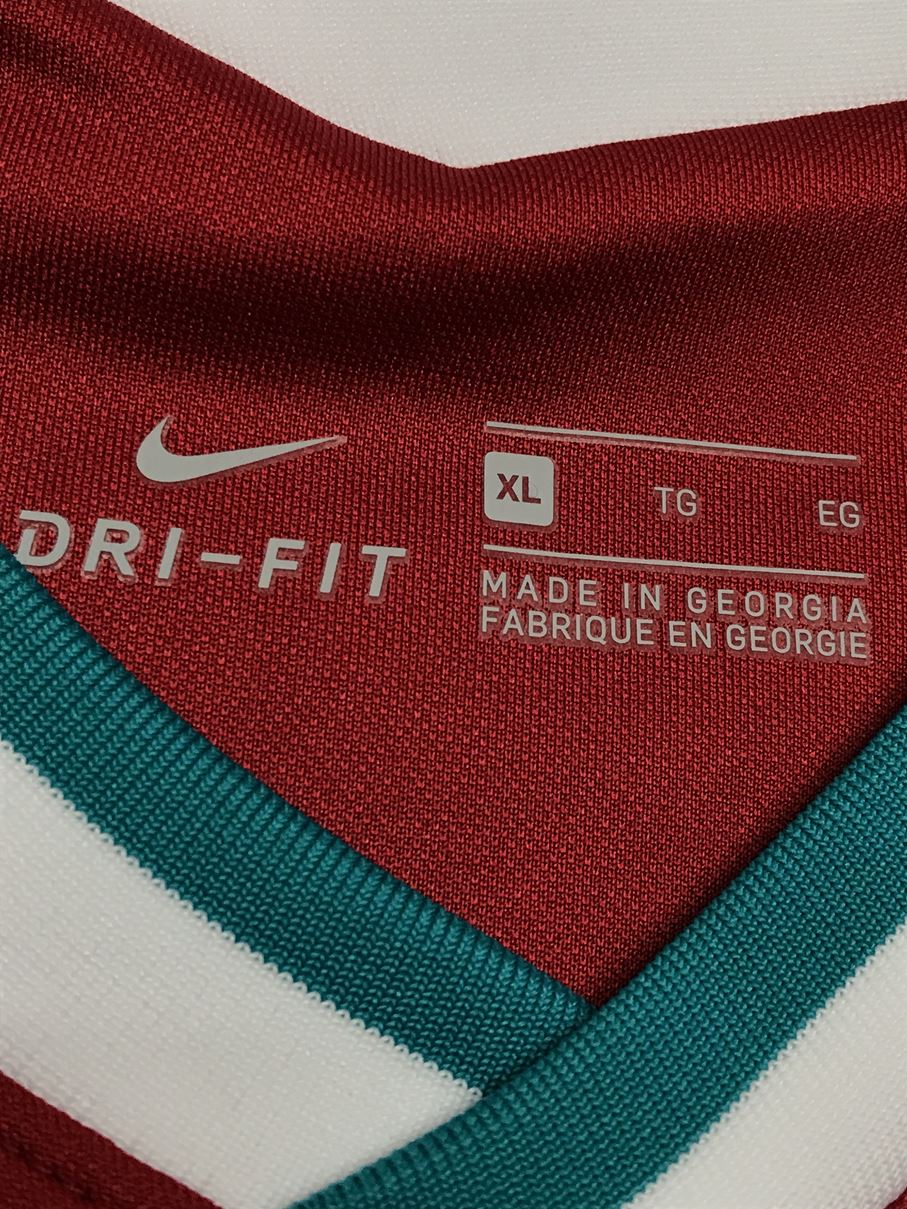 DRI-FIT
XL TG EG
MADE IN GEORGIA
FABRIQUE EN GEORGIE